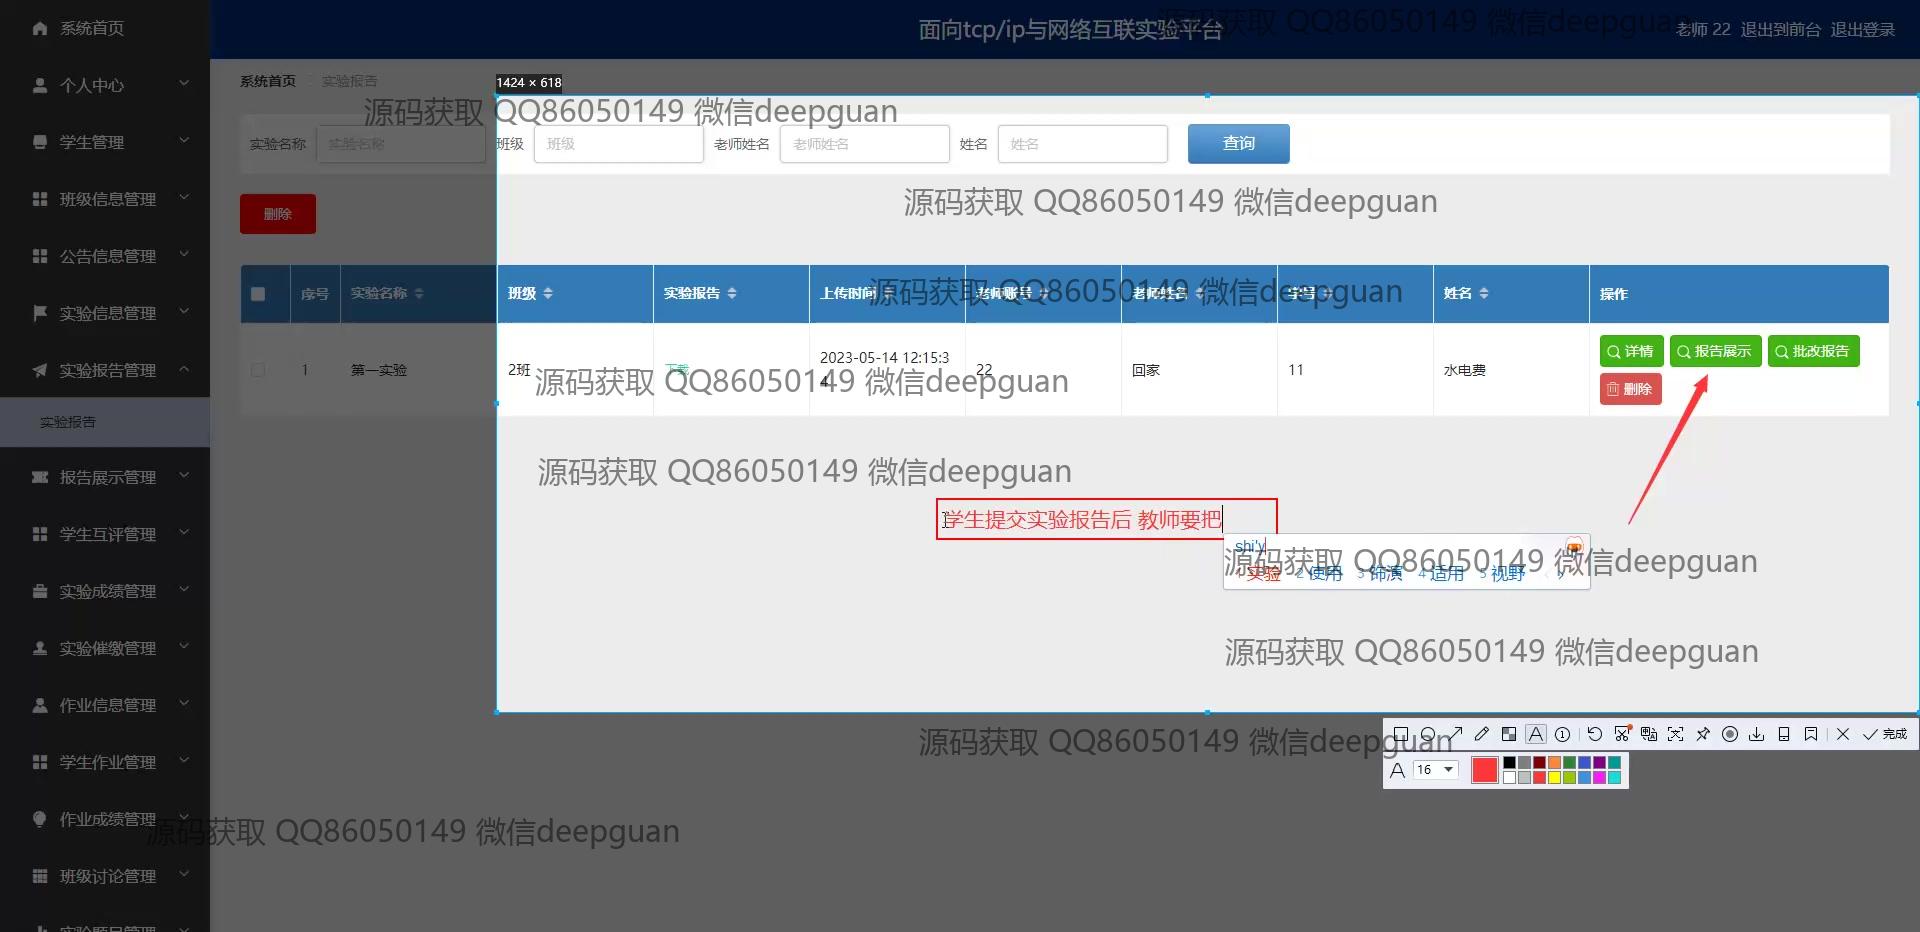 系统首页
个人中心
学生管理
班级信息管理
公告信息管理
实验信息管理
实验报告管理
实验报告
报告展示管理
学生互评管理
实验成绩管理
实验催缴管理
作业信息管理
学生作业管理
作业成绩管理
班级讨论管理
实验题目管理
面向tcp/ip与网络互联实验平台
源码获取 QQ86050149 微信deepguan
老师 22 退出到前台 退出登录
系统首页 实验报告
1424 × 618
源码获取 QQ86050149 微信deepguan
实验名称 实验名称 班级 班级 老师姓名 老师姓名 姓名 姓名 查询
源码获取 QQ86050149 微信deepguan
删除
序号 实验名称 班级 实验报告 上传时间 老师账号 老师姓名 学号 姓名 操作
源码获取 QQ86050149 微信deepguan
1 第一实验 2班 下载 2023-05-14 12:15:3
4 22 回家 11 水电费 详情 报告展示 批改报告
删除
源码获取 QQ86050149 微信deepguan
源码获取 QQ86050149 微信deepguan
学生提交实验报告后 教师要把
shi'y
1 实验 2 使用 3 饰演 4 适用 5 视野
源码获取 QQ86050149 微信deepguan
源码获取 QQ86050149 微信deepguan
源码获取 QQ86050149 微信deepguan
完成
A 16
源码获取 QQ86050149 微信deepguan